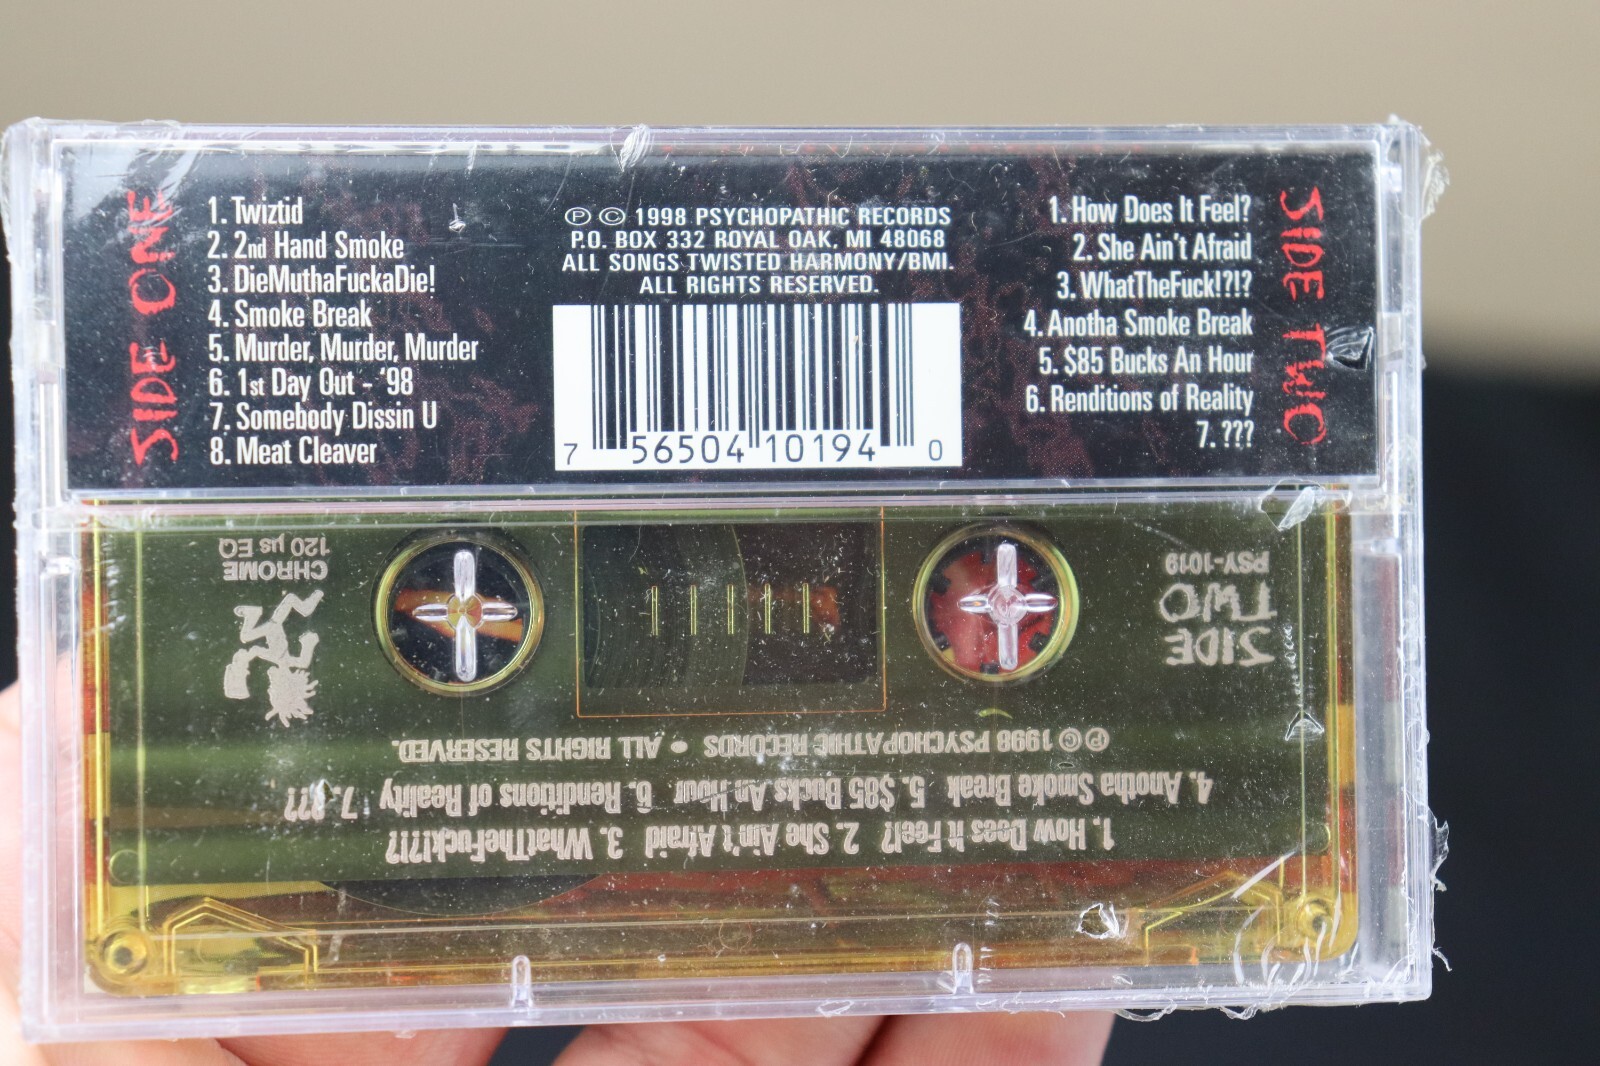 SIDE ONE
1. Twiztid
2. 2nd Hand Smoke
3. DieMuthaFuckaDie!
4. Smoke Break
5. Murder, Murder, Murder
6. 1st Day Out - '98
7. Somebody Dissin U
8. Meat Cleaver
Ⓟ © 1998 PSYCHOPATHIC RECORDS
P.O. BOX 332 ROYAL OAK, MI 48068
ALL SONGS TWISTED HARMONY/BMI.
ALL RIGHTS RESERVED.
7 56504 10194 0
SIDE TWO
1. How Does It Feel?
2. She Ain't Afraid
3. WhatTheFuck!?!?
4. Anotha Smoke Break
5. $85 Bucks An Hour
6. Renditions of Reality
7. ???
1. How Does It Feel? 2. She Ain't Afraid 3. WhatTheFuck!?!?
4. Anotha Smoke Break 5. $85 Bucks An Hour 6. Renditions of Reality 7. ???
Ⓟ © 1998 PSYCHOPATHIC RECORDS • ALL RIGHTS RESERVED.
SIDE
TWO
PSY-1019
CHROME
120 µs EQ